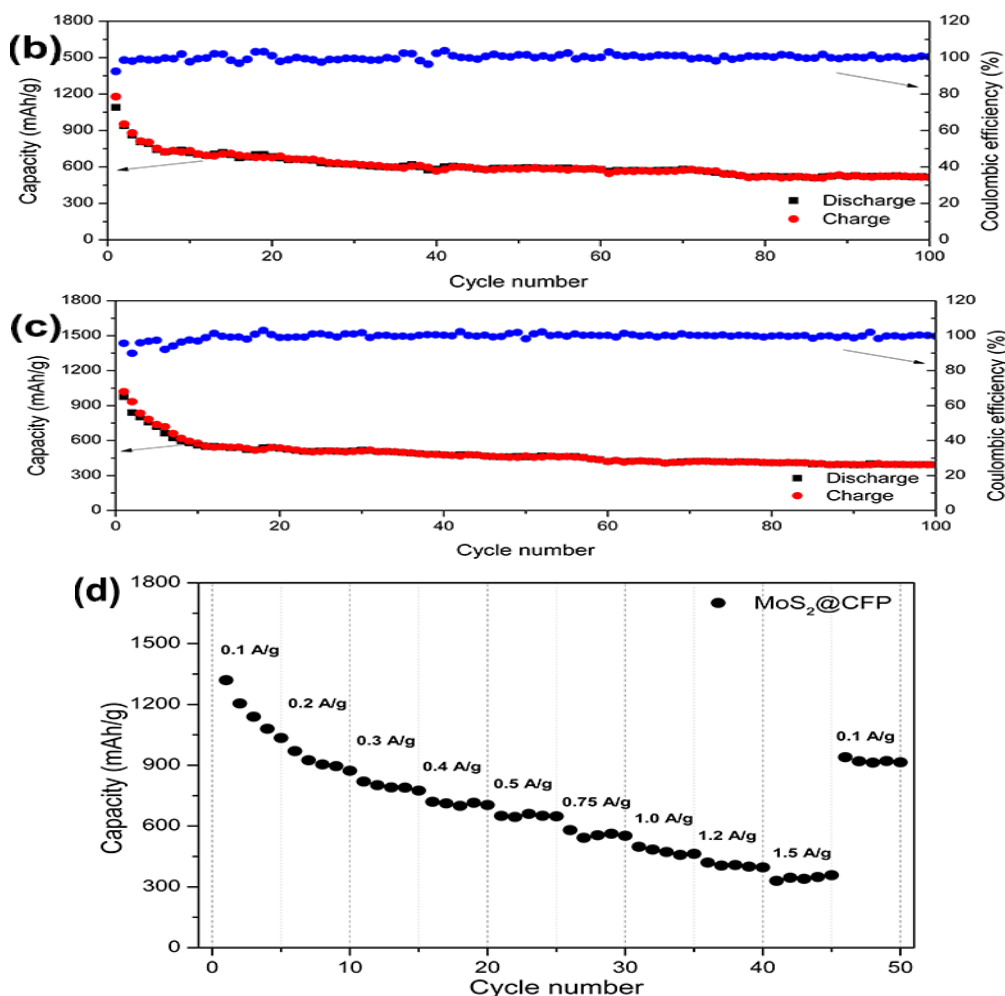 (b)
1800
1500
1200
900
600
300
0
Capacity (mAh/g)
120
100
80
60
40
20
0
Coulombic efficiency (%)
Discharge
Charge
0 20 40 60 80 100
Cycle number
(c)
1800
1500
1200
900
600
300
0
Capacity (mAh/g)
120
100
80
60
40
20
0
Coulombic efficiency (%)
Discharge
Charge
0 20 40 60 80 100
Cycle number
(d)
1800
1500
1200
900
600
300
0
Capacity (mAh/g)
MoS₂@CFP
0.1 A/g
0.2 A/g
0.3 A/g
0.4 A/g
0.5 A/g
0.75 A/g
1.0 A/g
1.2 A/g
1.5 A/g
0.1 A/g
0 10 20 30 40 50
Cycle number